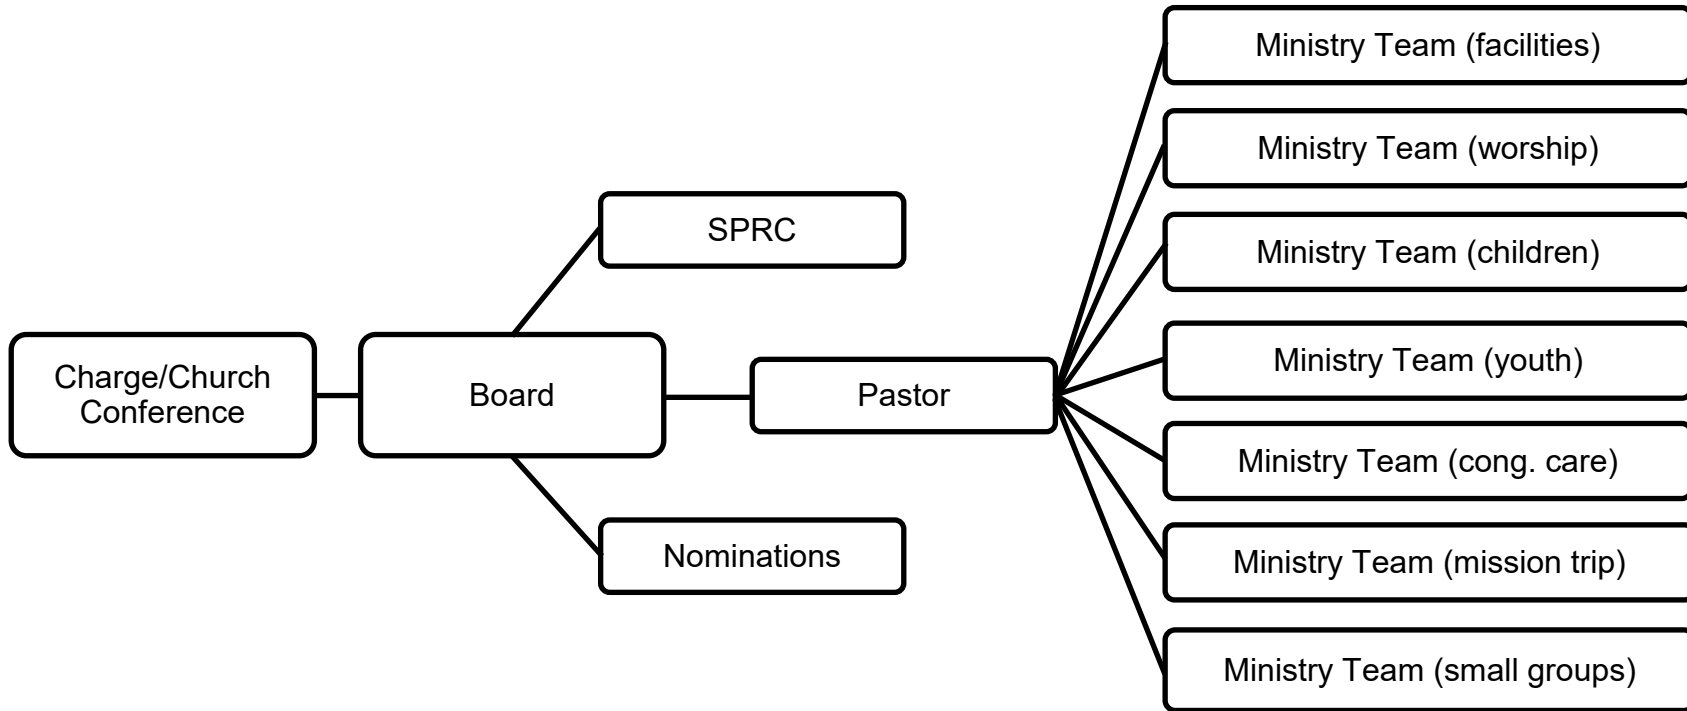 Charge/Church
Conference
Board
SPRC
Nominations
Pastor
Ministry Team (facilities)
Ministry Team (worship)
Ministry Team (children)
Ministry Team (youth)
Ministry Team (cong. care)
Ministry Team (mission trip)
Ministry Team (small groups)